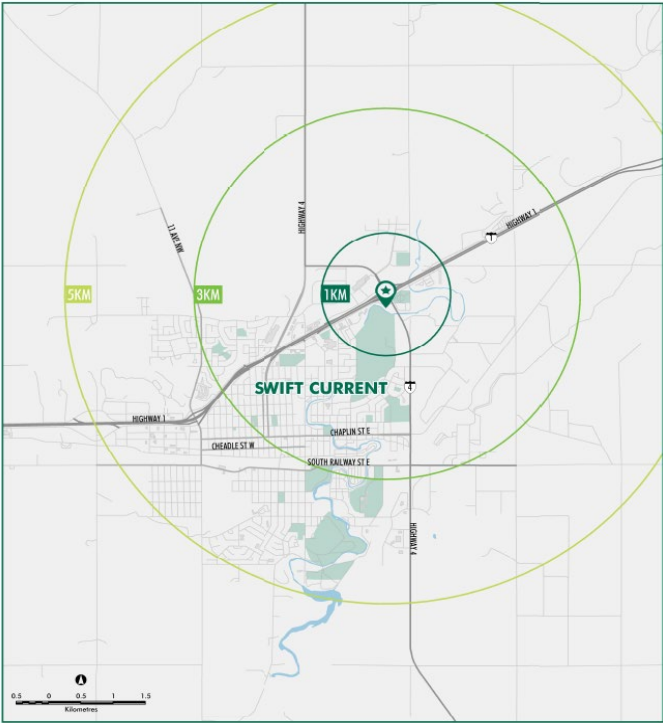 HIGHWAY 4
11 AVE NW
HIGHWAY 1
1
5KM
3KM
1KM
SWIFT CURRENT
4
HIGHWAY 1
CHAPLIN ST E
CHEADLE ST W
SOUTH RAILWAY ST E
HIGHWAY 4
0.5 0 0.5 1 1.5
Kilometres